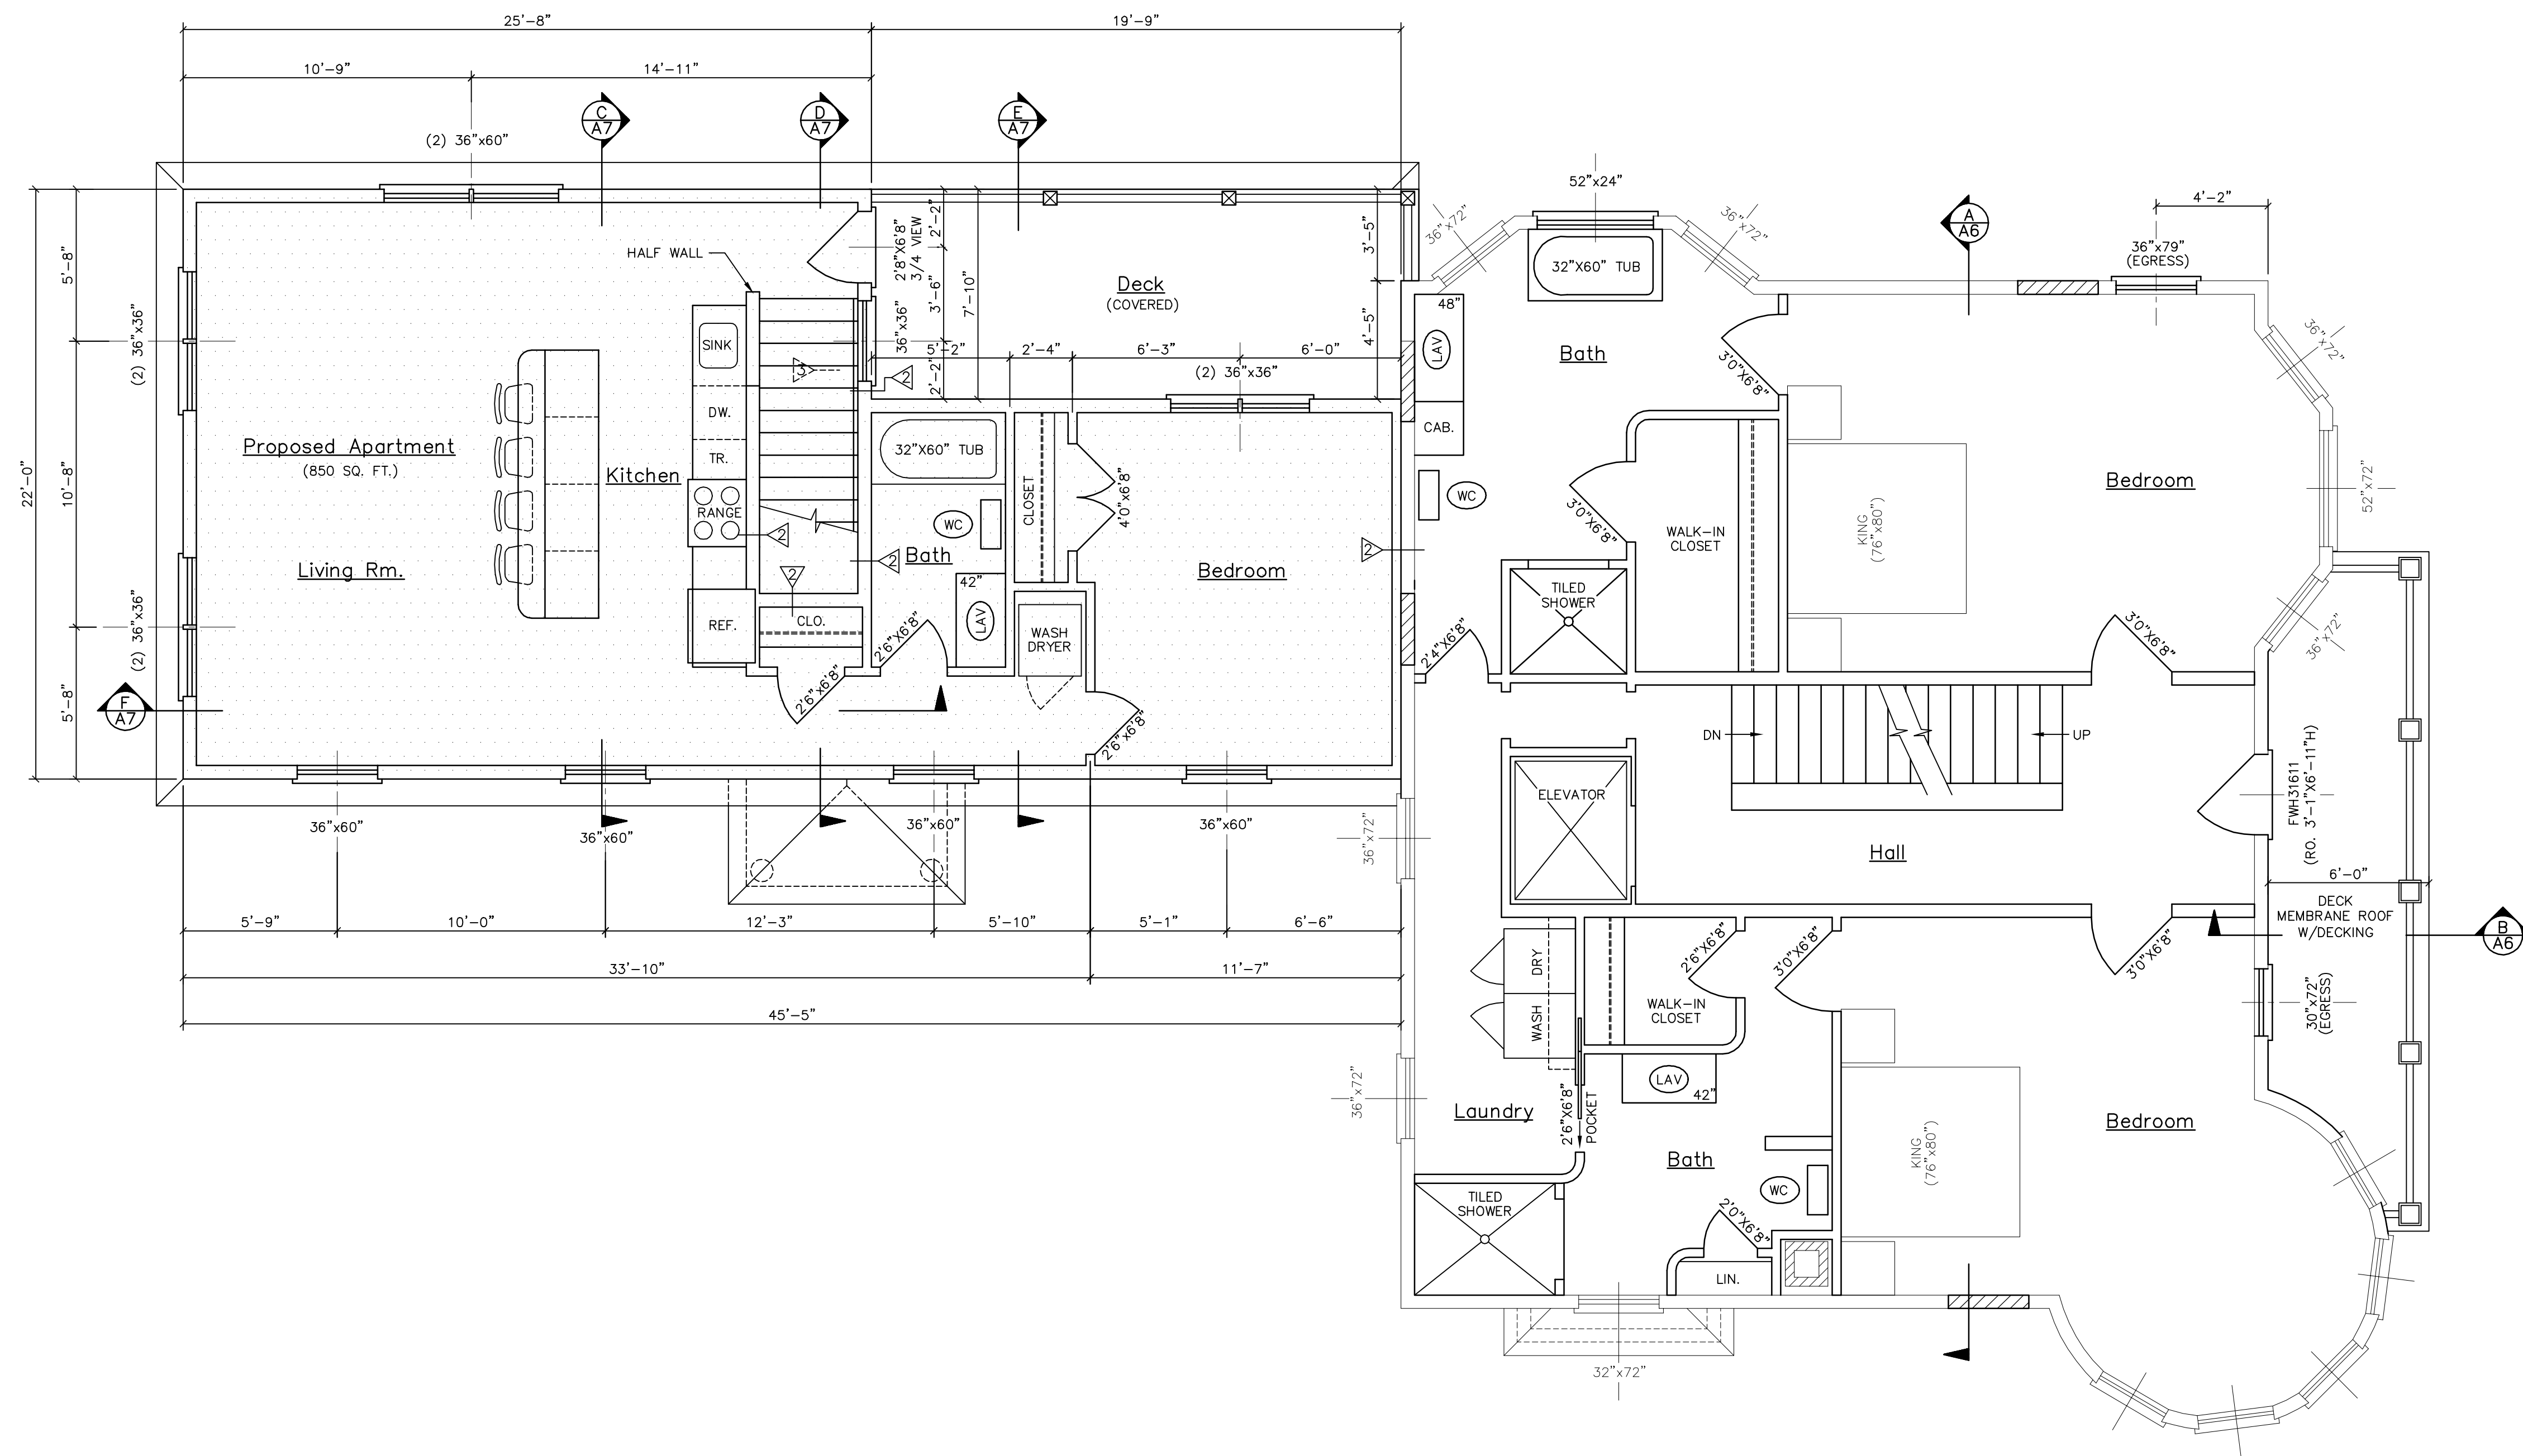 25'-8"
19'-9"
10'-9"
14'-11"
C
A7
D
A7
E
A7
(2) 36"x60"
52"x24"
36"x72"
36"x72"
A
A6
4'-2"
36"x79"
(EGRESS)
HALF WALL
2'8"X6'8"
3/4 VIEW
2'-2"
3'-6"
7'-10"
36"x36"
2'-2"
Deck
(COVERED)
3'-5"
4'-5"
5'-2"
2'-4"
6'-3"
6'-0"
(2) 36"x36"
32"X60" TUB
48"
LAV
CAB.
WC
Bath
3'0"X6'8"
36"x72"
5'-8"
10'-8"
5'-8"
22'-0"
(2) 36"x36"
(2) 36"x36"
SINK
DW.
TR.
RANGE
REF.
3
2
2
2
2
2
Proposed Apartment
(850 SQ. FT.)
Kitchen
Living Rm.
32"X60" TUB
WC
Bath
42"
LAV
CLOSET
4'0"x6'8"
Bedroom
CLO.
2'6"X6'8"
2'6"x6'8"
WASH
DRYER
2'6"x6'8"
F
A7
3'0"X6'8"
WALK-IN
CLOSET
KING
(76"x80")
Bedroom
52"x72"
TILED
SHOWER
2'4"X6'8"
3'0"X6'8"
36"x72"
DN
UP
ELEVATOR
Hall
FWH31611
(RO. 3'-1"X6'-11"H)
6'-0"
DECK
MEMBRANE ROOF
W/DECKING
B
A6
36"x60"
36"x60"
36"x60"
36"x60"
36"x72"
5'-9"
10'-0"
12'-3"
5'-10"
5'-1"
6'-6"
33'-10"
11'-7"
45'-5"
DRY
WASH
2'6"X6'8"
3'0"X6'8"
3'0"X6'8"
WALK-IN
CLOSET
30"x72"
(EGRESS)
36"x72"
LAV
42"
Laundry
2'6"X6'8"
POCKET
Bath
KING
(76"x80")
Bedroom
TILED
SHOWER
WC
2'0"X6'8"
LIN.
32"x72"